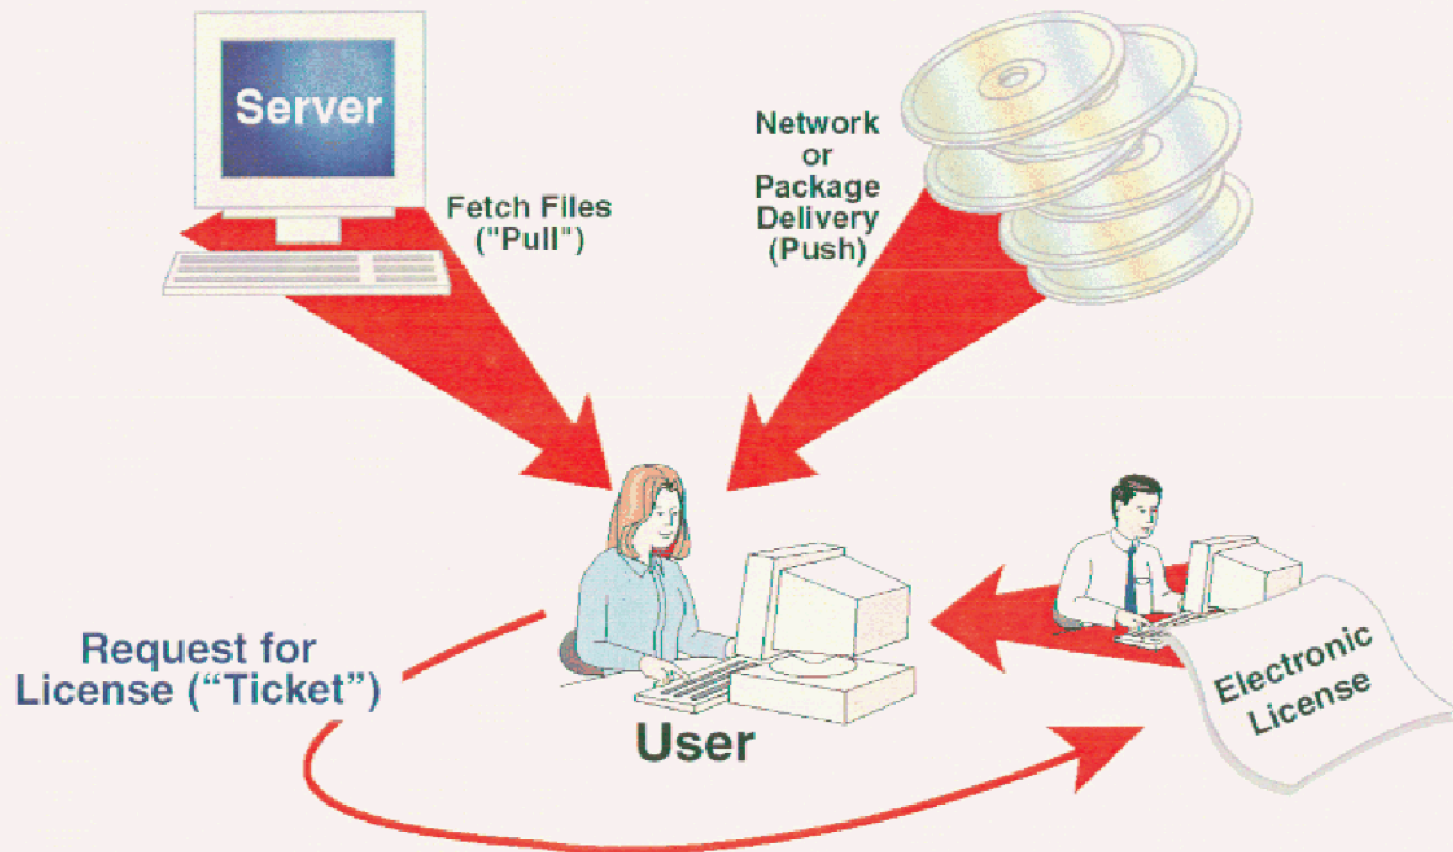 Server
Fetch Files
("Pull")
Network
or
Package
Delivery
(Push)
Request for
License (“Ticket”)
User
Electronic
License